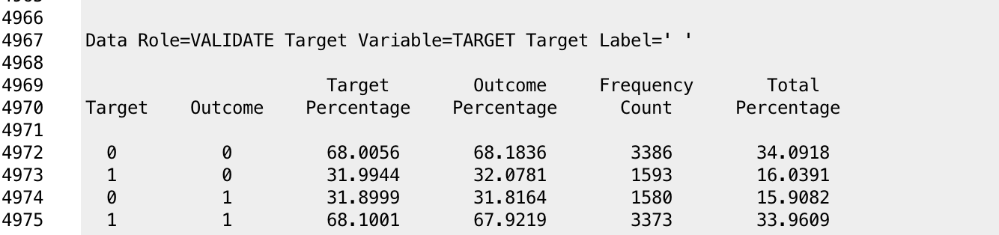 4966
4967 Data Role=VALIDATE Target Variable=TARGET Target Label=' '
4968
4969 Target Outcome Frequency Total
4970 Target Outcome Percentage Percentage Count Percentage
4971
4972 0 0 68.0056 68.1836 3386 34.0918
4973 1 0 31.9944 32.0781 1593 16.0391
4974 0 1 31.8999 31.8164 1580 15.9082
4975 1 1 68.1001 67.9219 3373 33.9609